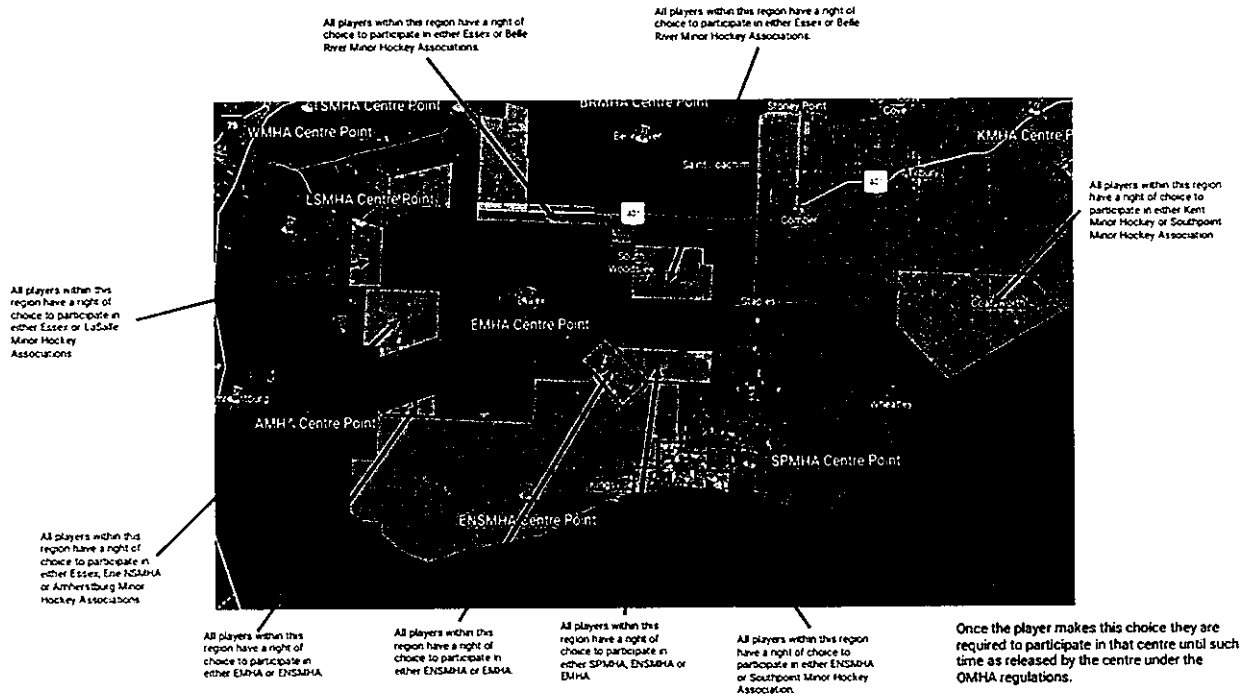 All players within this region have a right of
choice to participate in either Essex or Belle
River Minor Hockey Associations.
All players within this region have a right of
choice to participate in either Essex or Belle
River Minor Hockey Associations.
TSMHA Centre Point
BRMHA Centre Point
Stoney Point
Cove
WMHA Centre Point
KMHA Centre P
Saint Joachim
401
Tilbury
LSMHA Centre Point
401
Comber
All players within this region
have a right of choice to
participate in either Kent
Minor Hockey or Southpoint
Minor Hockey Association
South
Woodslee
All players within this
region have a right of
choice to participate in
either Essex or LaSalle
Minor Hockey
Associations
Essex
Staples
Coatsworth
EMHA Centre Point
Wheatley
AMHA Centre Point
SPMHA Centre Point
ENSMHA Centre Point
All players within this
region have a right of
choice to participate in
either Essex, Erie NSMHA
or Amherstburg Minor
Hockey Associations
All players within this
region have a right of
choice to participate in
either EMHA or ENSMHA.
All players within this
region have a right of
choice to participate in
either ENSMHA or EMHA.
All players within this
region have a right of
choice to participate in
either SPMHA, ENSMHA or
EMHA.
All players within this region
have a right of choice to
participate in either ENSMHA
or Southpoint Minor Hockey
Association.
Once the player makes this choice they are
required to participate in that centre until such
time as released by the centre under the
OMHA regulations.